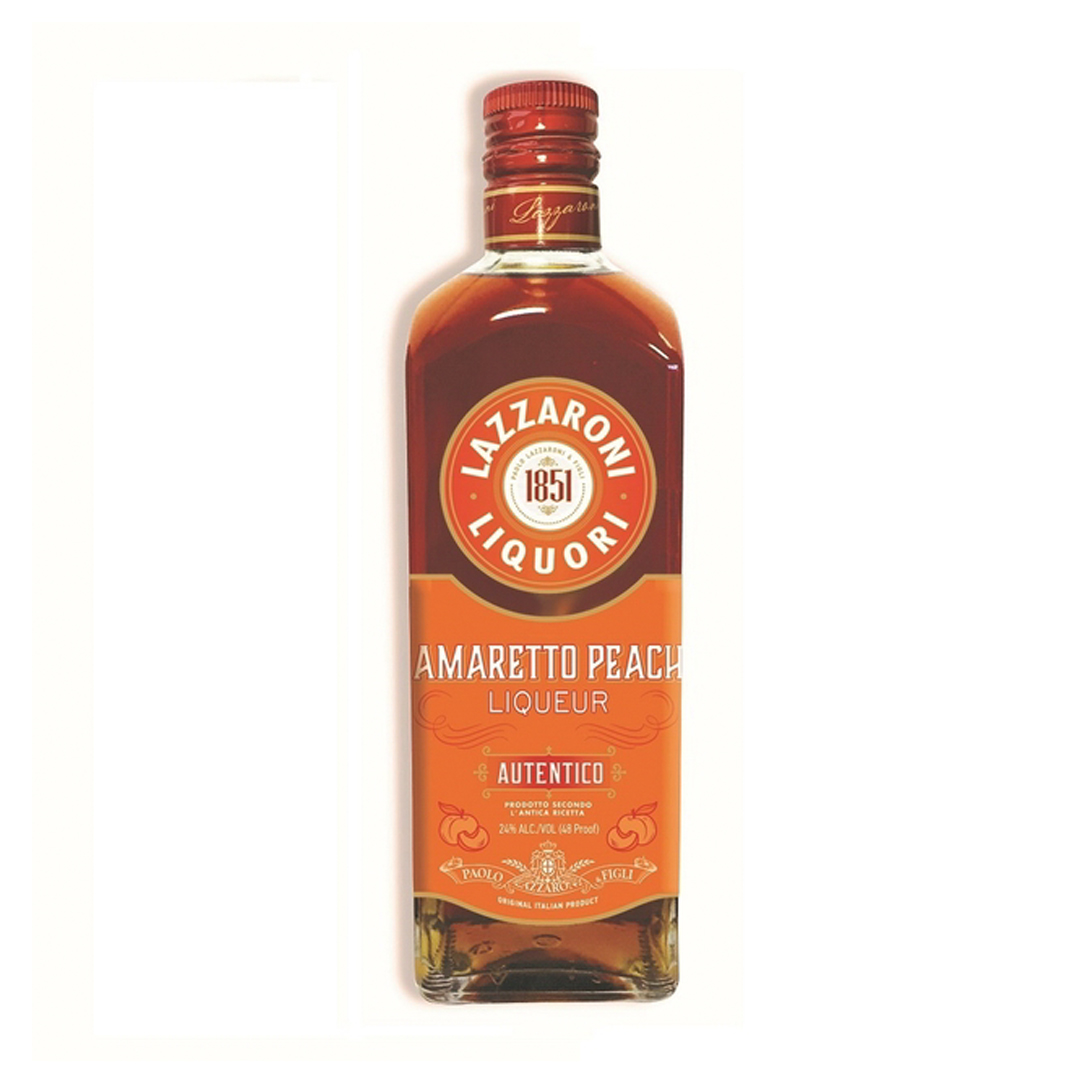 Lazzaroni
LAZZARONI
PAOLO LAZZARONI & FIGLI
1851
LIQUORI
AMARETTO PEACH
LIQUEUR
AUTENTICO
PRODOTTO SECONDO
L'ANTICA RICETTA
24% ALC./VOL (48 Proof)
PAOLO LAZZARONI & FIGLI
ORIGINAL ITALIAN PRODUCT